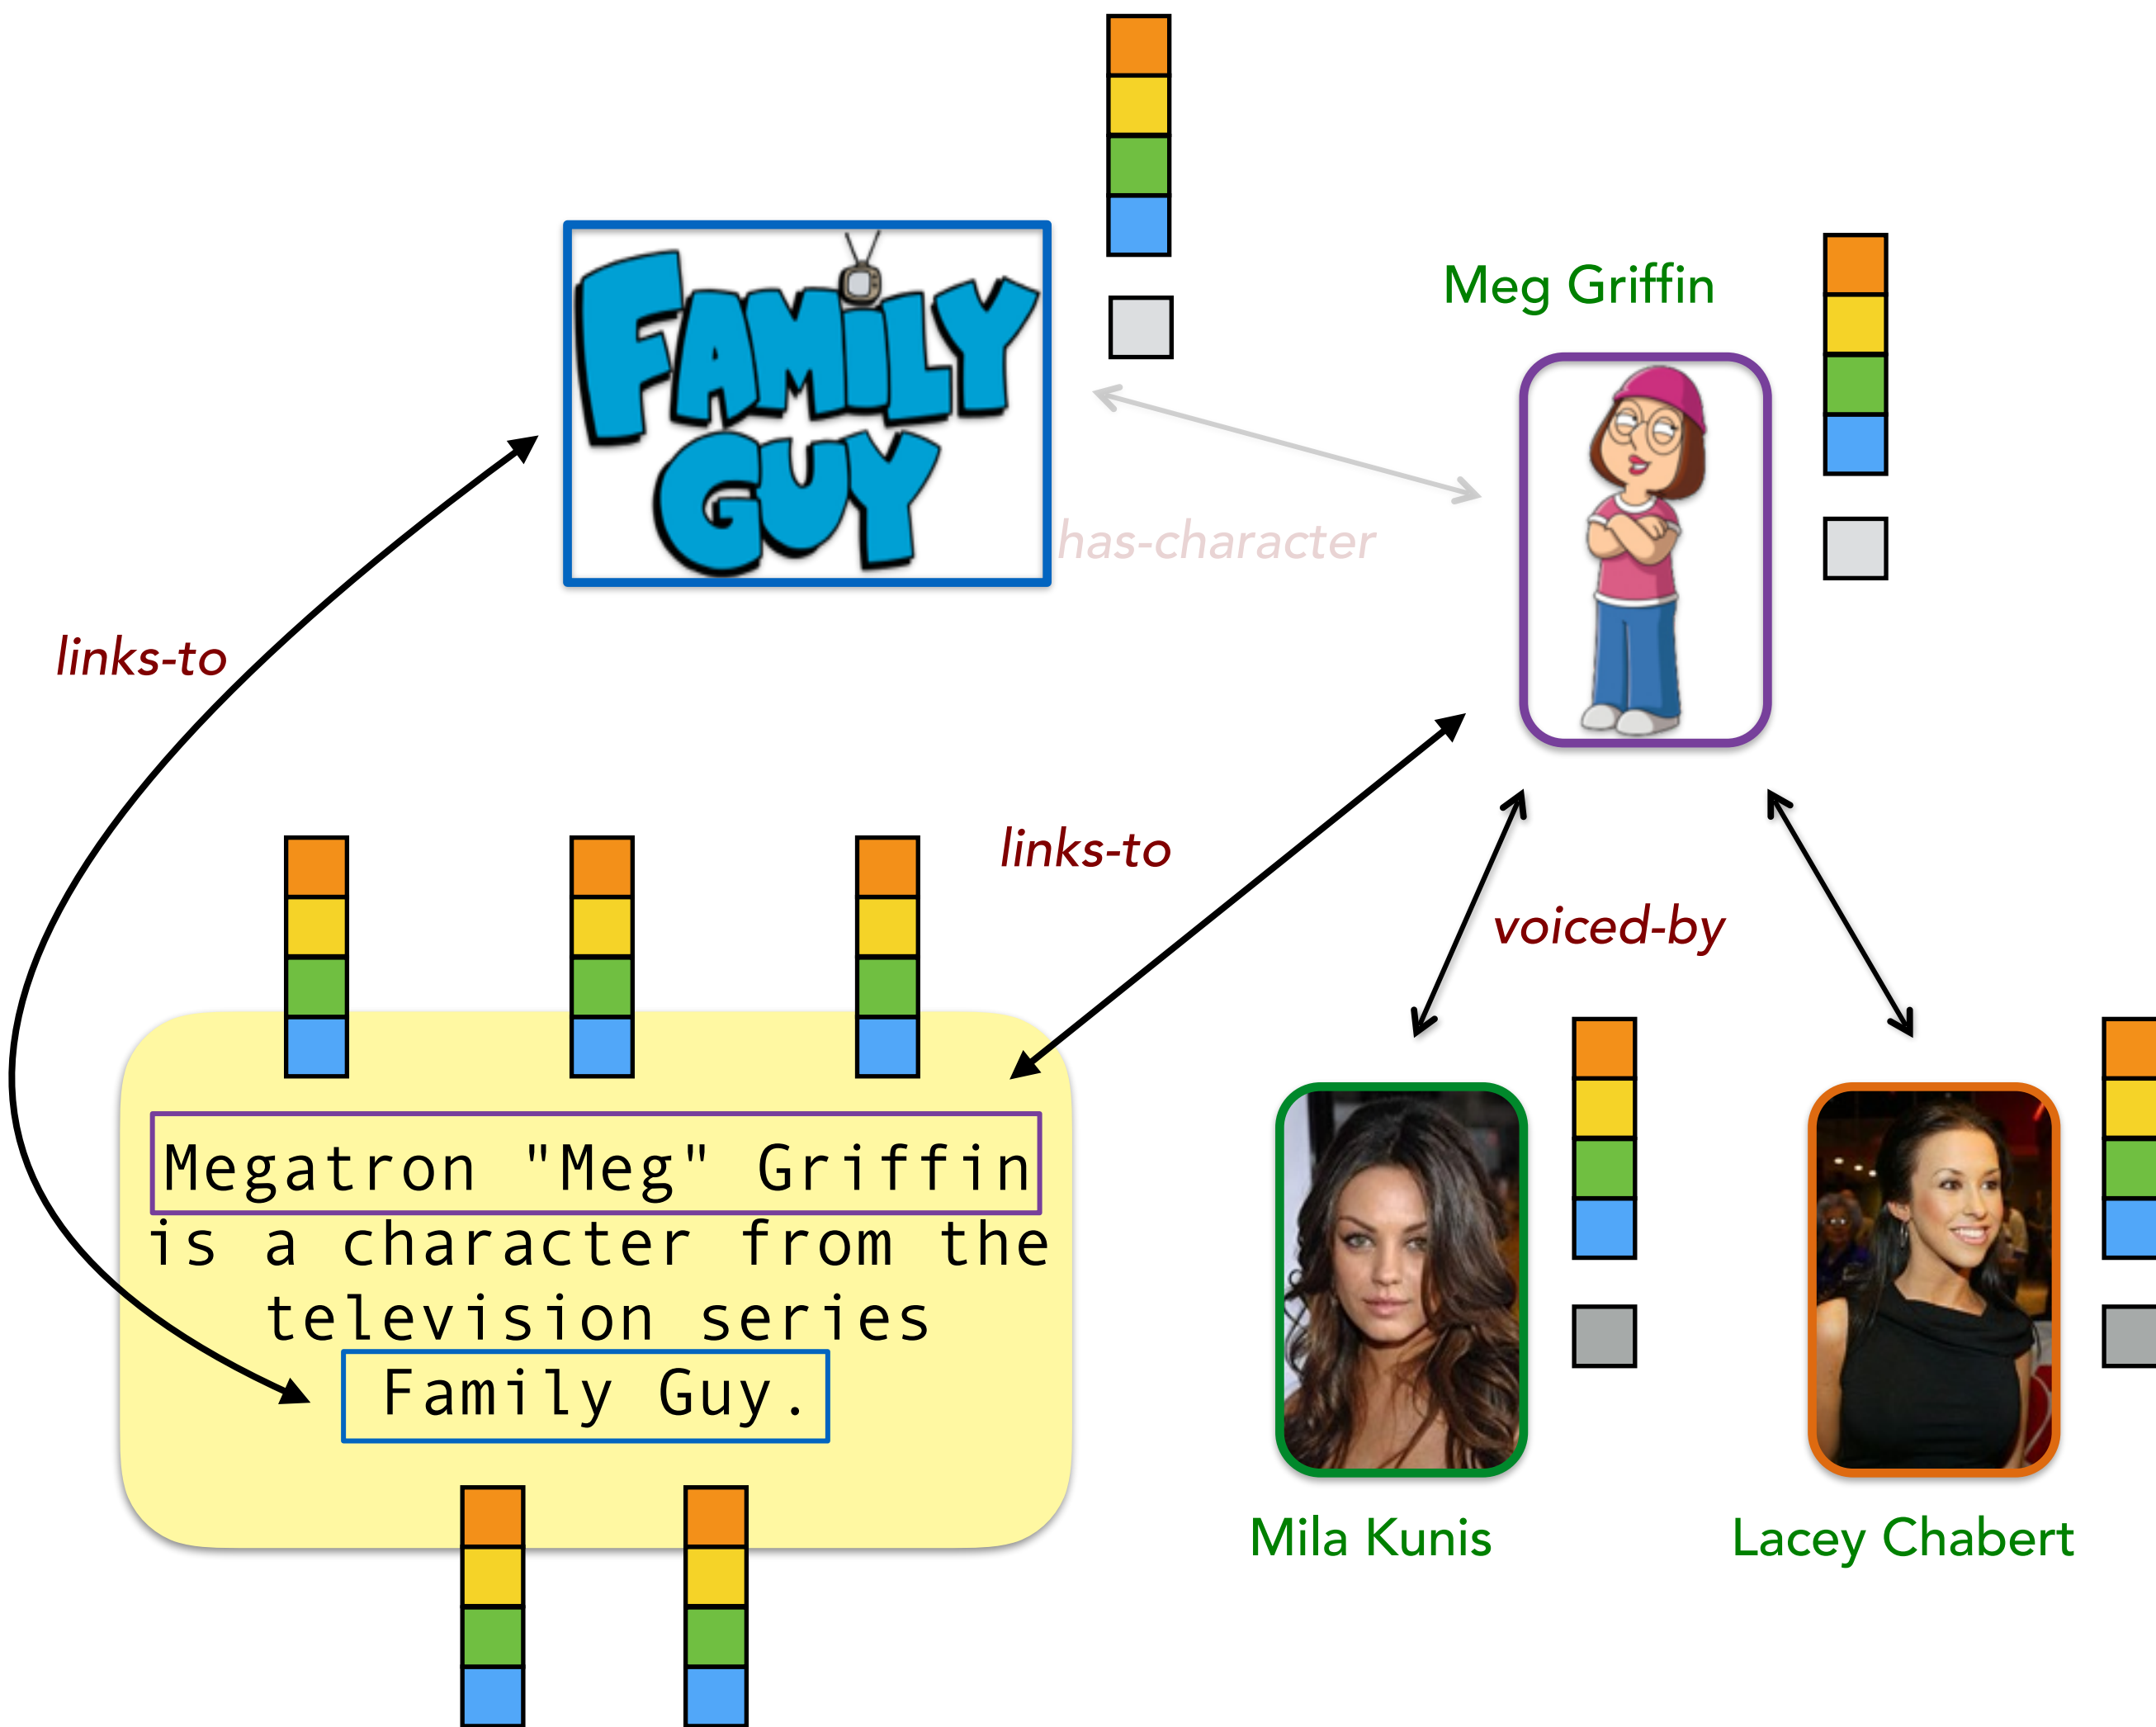 FAMILY
GUY
Meg Griffin
has-character
links-to
links-to
voiced-by
Megatron "Meg" Griffin
is a character from the
television series
Family Guy.
Mila Kunis
Lacey Chabert